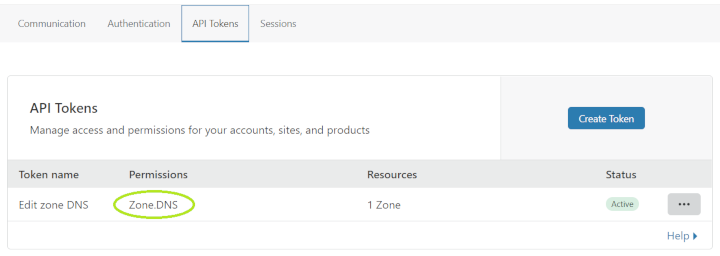 Communication Authentication API Tokens Sessions
API Tokens
Manage access and permissions for your accounts, sites, and products
Create Token
Token name Permissions Resources Status
Edit zone DNS Zone.DNS 1 Zone Active
Help